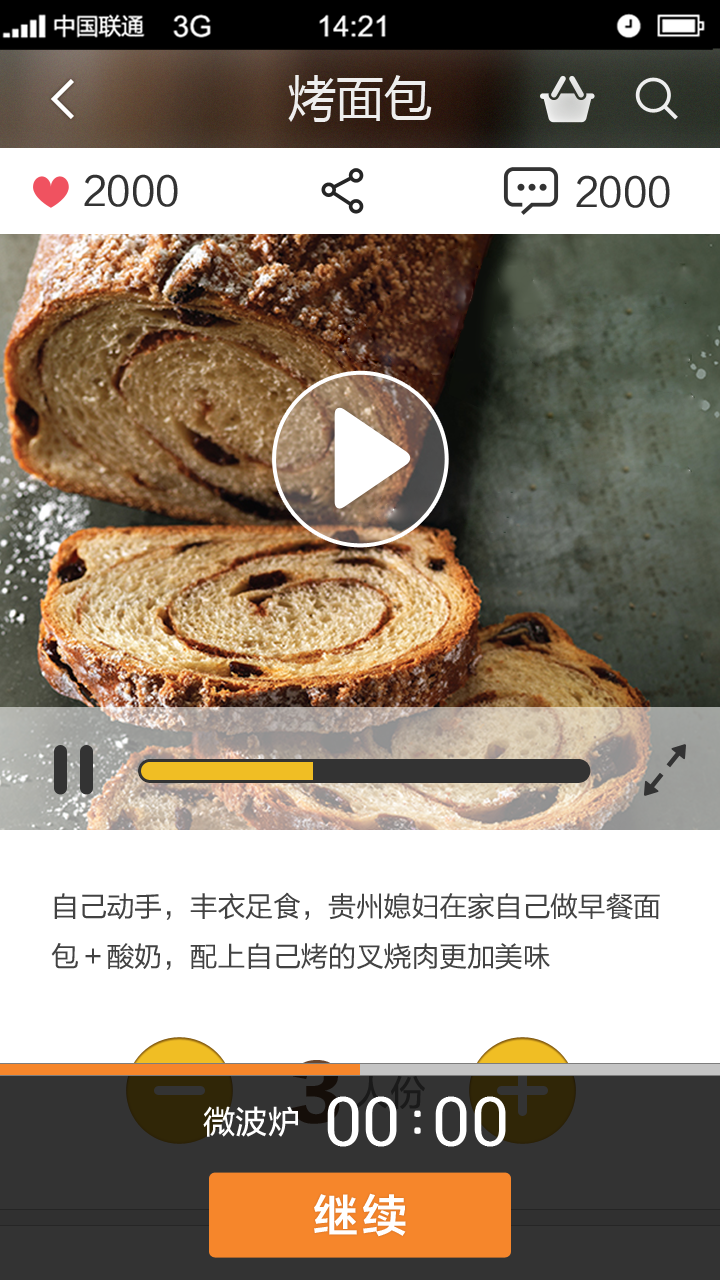 中国联通 3G 14:21
烤面包
2000 2000
自己动手，丰衣足食，贵州媳妇在家自己做早餐面
包＋酸奶，配上自己烤的叉烧肉更加美味
3人份
微波炉 00:00
继续